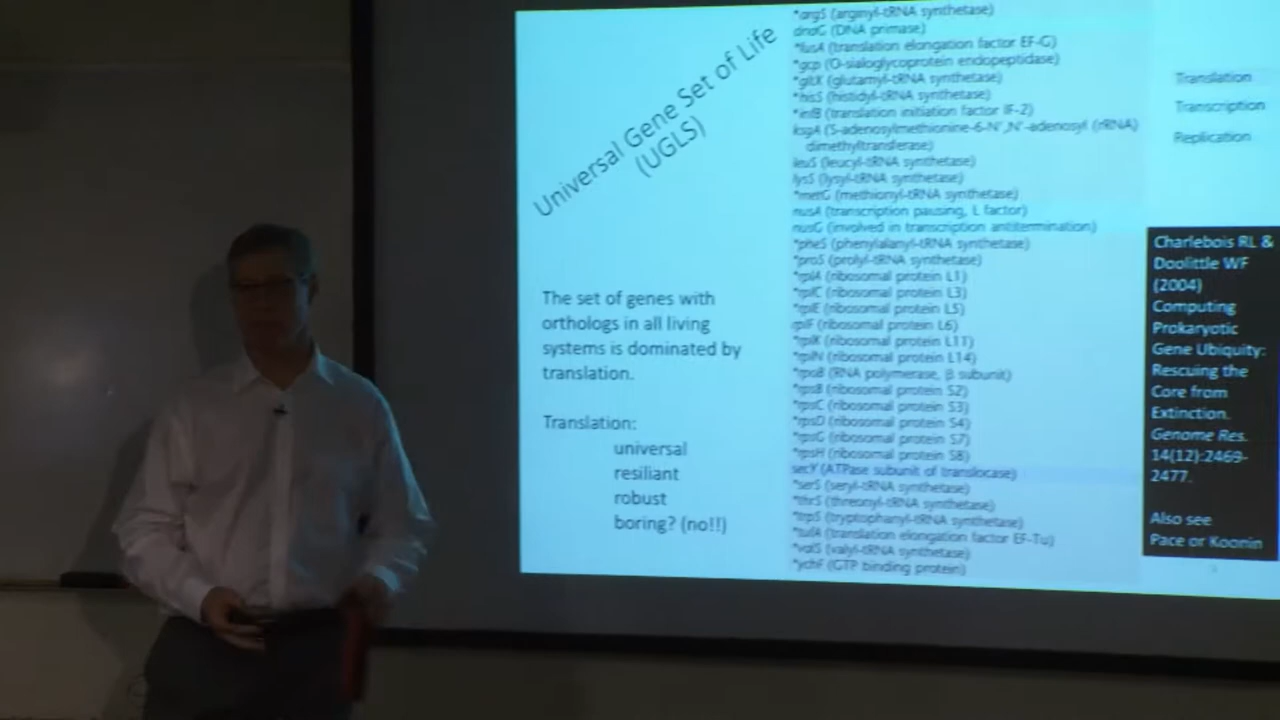 Universal Gene Set of Life
(UGLS)
The set of genes with
orthologs in all living
systems is dominated by
translation.
Translation:
universal
resiliant
robust
boring? (no!!)
*argS (arginyl-tRNA synthetase)
dnaG (DNA primase)
*fusA (translation elongation factor EF-G)
*gcp (O-sialoglycoprotein endopeptidase)
*gltX (glutamyl-tRNA synthetase)
*hisS (histidyl-tRNA synthetase)
*infB (translation initiation factor IF-2)
ksgA (S-adenosylmethionine-6-N',N'-adenosyl (rRNA)
dimethyltransferase)
leuS (leucyl-tRNA synthetase)
lysS (lysyl-tRNA synthetase)
*metG (methionyl-tRNA synthetase)
nusA (transcription pausing, L factor)
nusG (involved in transcription antitermination)
*pheS (phenylalanyl-tRNA synthetase)
*proS (prolyl-tRNA synthetase)
*rplA (ribosomal protein L1)
*rplC (ribosomal protein L3)
*rplE (ribosomal protein L5)
rplF (ribosomal protein L6)
*rplK (ribosomal protein L11)
*rplN (ribosomal protein L14)
*rpoB (RNA polymerase, β subunit)
*rpsB (ribosomal protein S2)
*rpsC (ribosomal protein S3)
*rpsD (ribosomal protein S4)
*rpsG (ribosomal protein S7)
*rpsH (ribosomal protein S8)
secY (ATPase subunit of translocase)
*serS (seryl-tRNA synthetase)
*thrS (threonyl-tRNA synthetase)
*trpS (tryptophanyl-tRNA synthetase)
*tufA (translation elongation factor EF-Tu)
*valS (valyl-tRNA synthetase)
*ychF (GTP binding protein)
Translation
Transcription
Replication
Charlebois RL &
Doolittle WF
(2004)
Computing
Prokaryotic
Gene Ubiquity:
Rescuing the
Core from
Extinction.
Genome Res.
14(12):2469-
2477.
Also see
Pace or Koonin